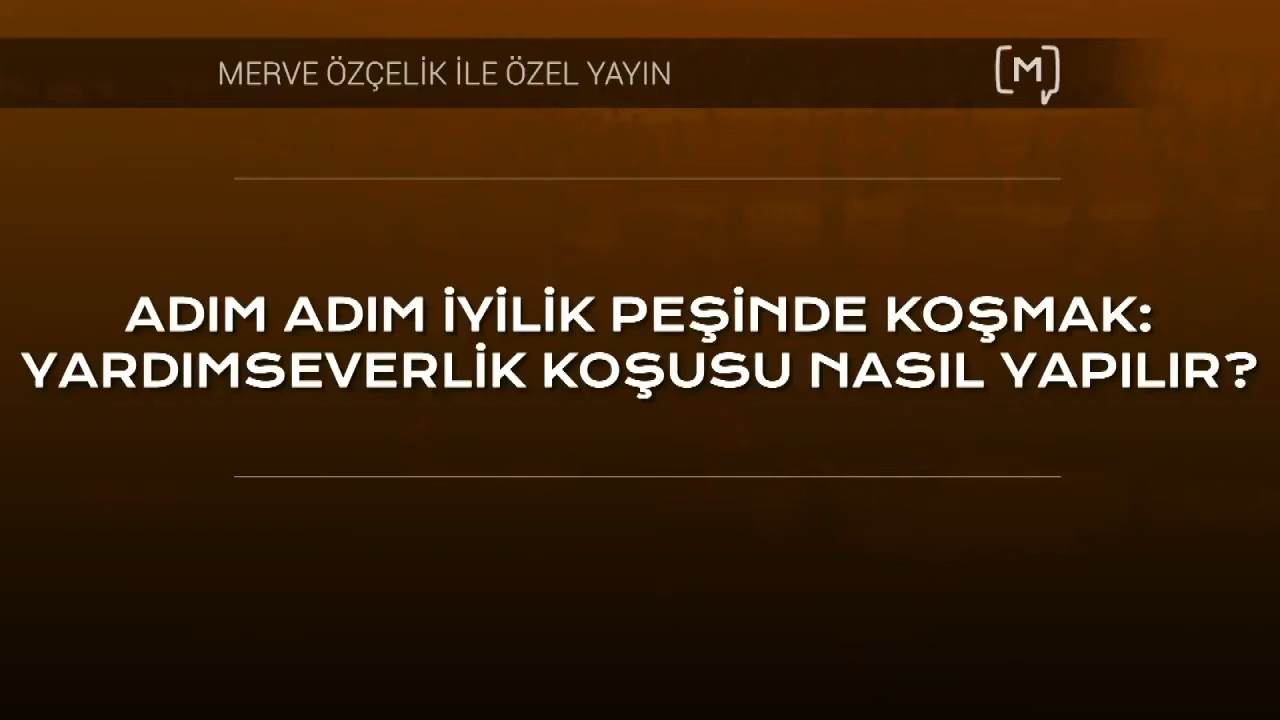 MERVE ÖZÇELİK İLE ÖZEL YAYIN
[M]
ADIM ADIM İYİLİK PEŞİNDE KOŞMAK:
YARDIMSEVERLİK KOŞUSU NASIL YAPILIR?